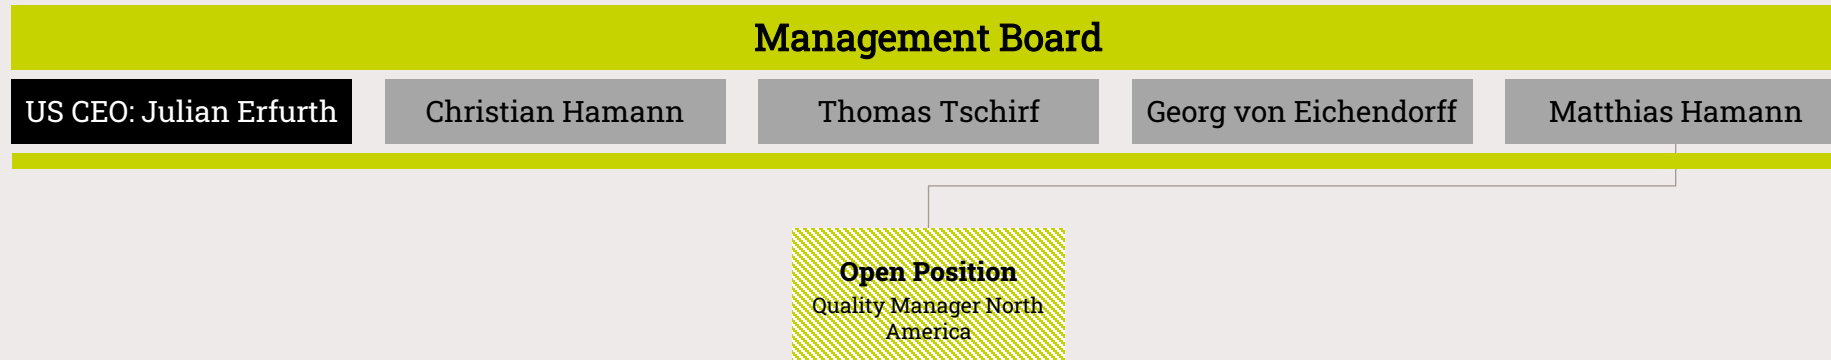 Management Board
US CEO: Julian Erfurth
Christian Hamann
Thomas Tschirf
Georg von Eichendorff
Matthias Hamann
Open Position
Quality Manager North
America